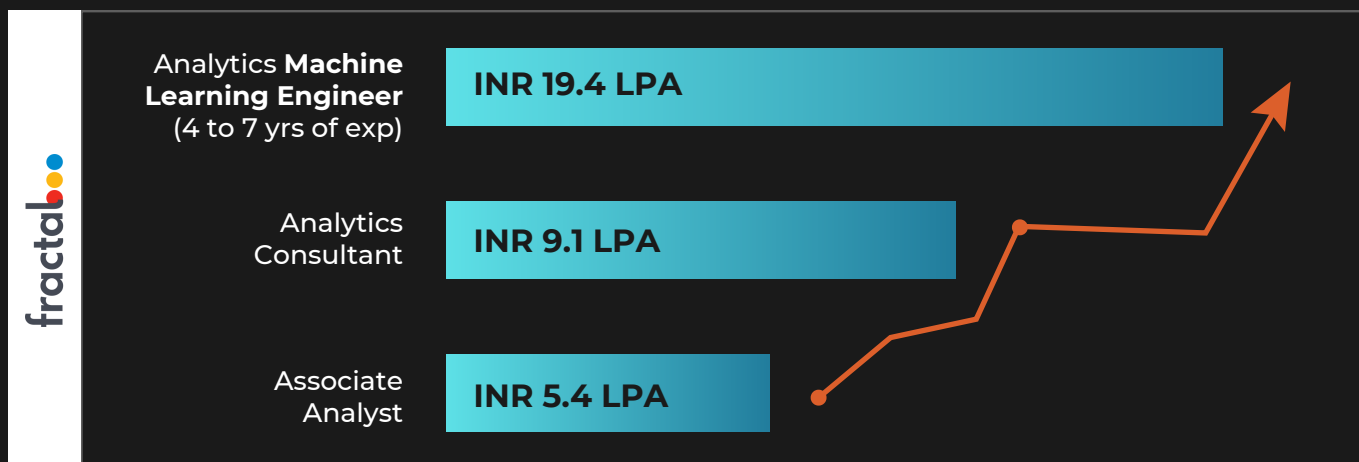 fractal
Analytics Machine
Learning Engineer
(4 to 7 yrs of exp)
INR 19.4 LPA
Analytics
Consultant
INR 9.1 LPA
Associate
Analyst
INR 5.4 LPA